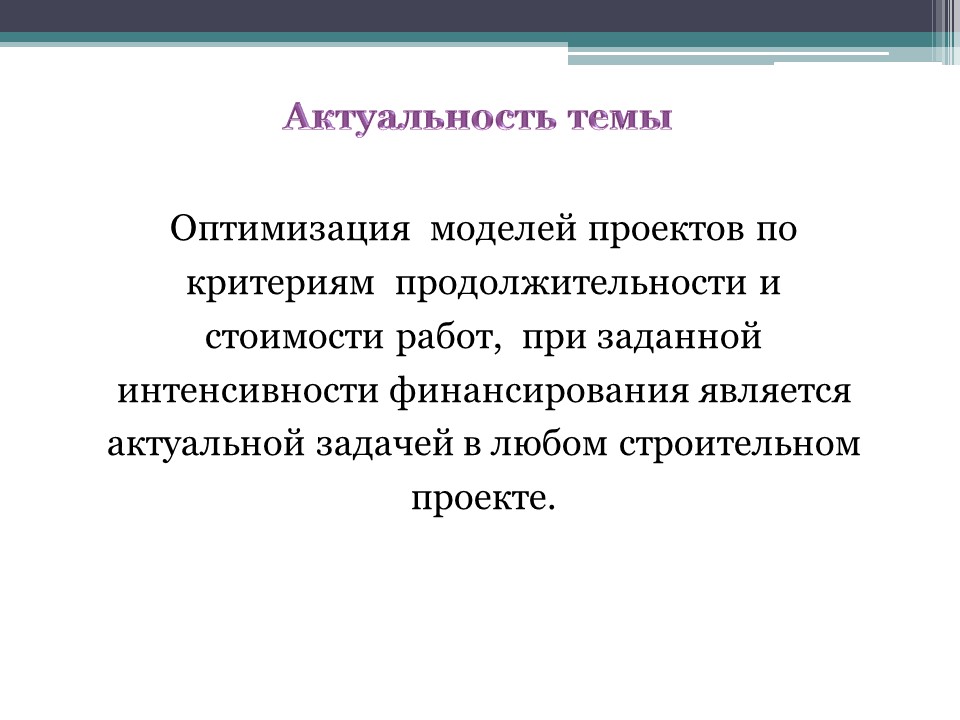 Актуальность темы
Оптимизация моделей проектов по
критериям продолжительности и
стоимости работ, при заданной
интенсивности финансирования является
актуальной задачей в любом строительном
проекте.